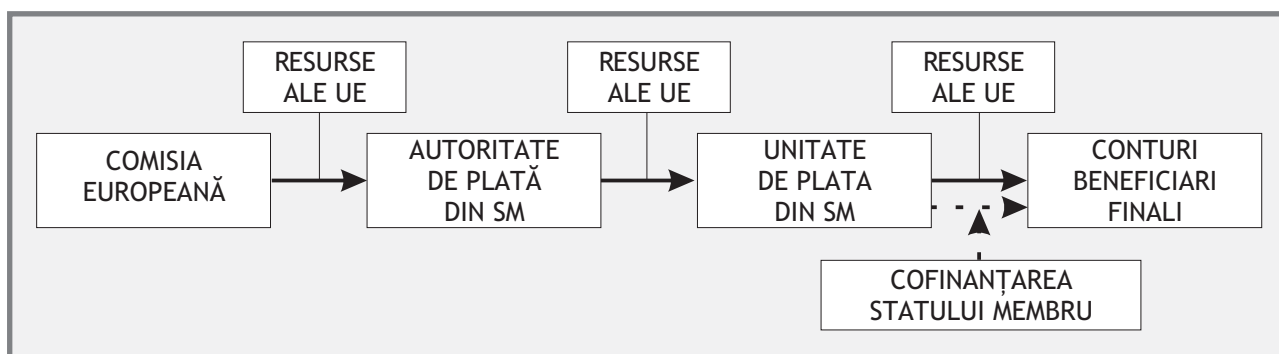 RESURSE
ALE UE
RESURSE
ALE UE
RESURSE
ALE UE
COMISIA
EUROPEANĂ
AUTORITATE
DE PLATĂ
DIN SM
UNITATE
DE PLATA
DIN SM
CONTURI
BENEFICIARI
FINALI
COFINANȚAREA
STATULUI MEMBRU